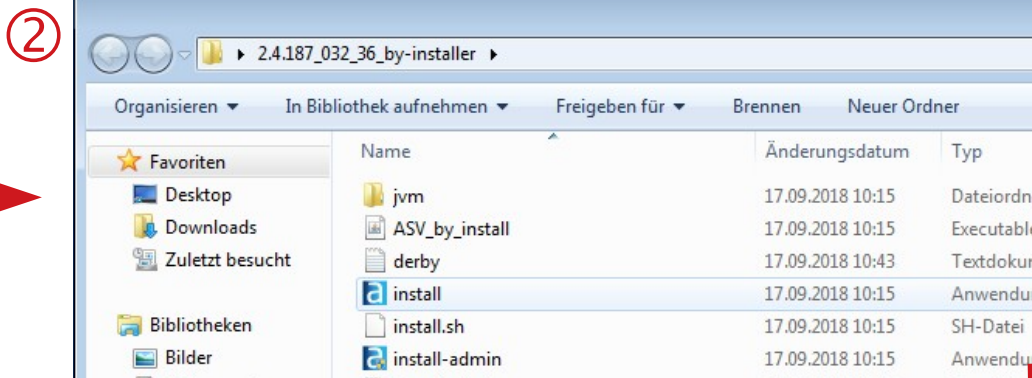 ②
2.4.187_032_36_by-installer
Organisieren In Bibliothek aufnehmen Freigeben für Brennen Neuer Ordner
Name Änderungsdatum Typ
Favoriten
Desktop jvm 17.09.2018 10:15 Dateiordn
Downloads ASV_by_install 17.09.2018 10:15 Executable
Zuletzt besucht derby 17.09.2018 10:43 Textdokur
install 17.09.2018 10:15 Anwendu
Bibliotheken install.sh 17.09.2018 10:15 SH-Datei
Bilder install-admin 17.09.2018 10:15 Anwendu